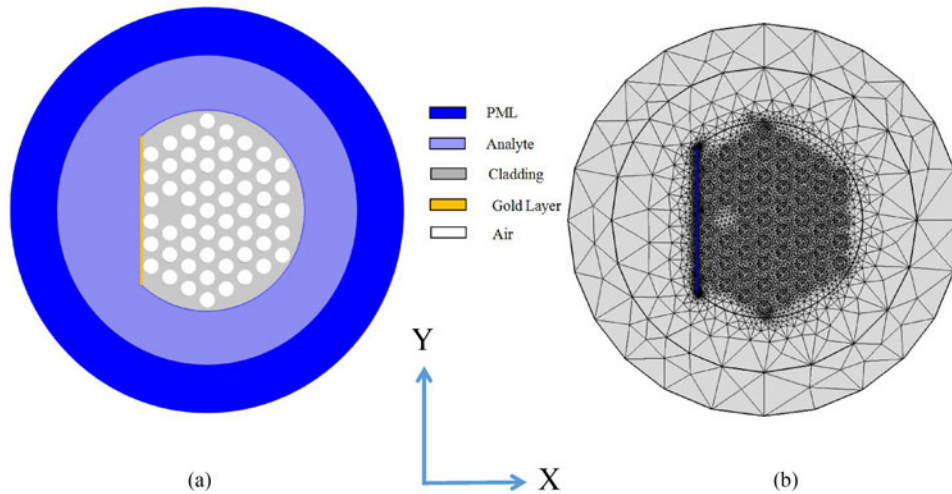 PML
Analyte
Cladding
Gold Layer
Air
Y
X
(a)
(b)